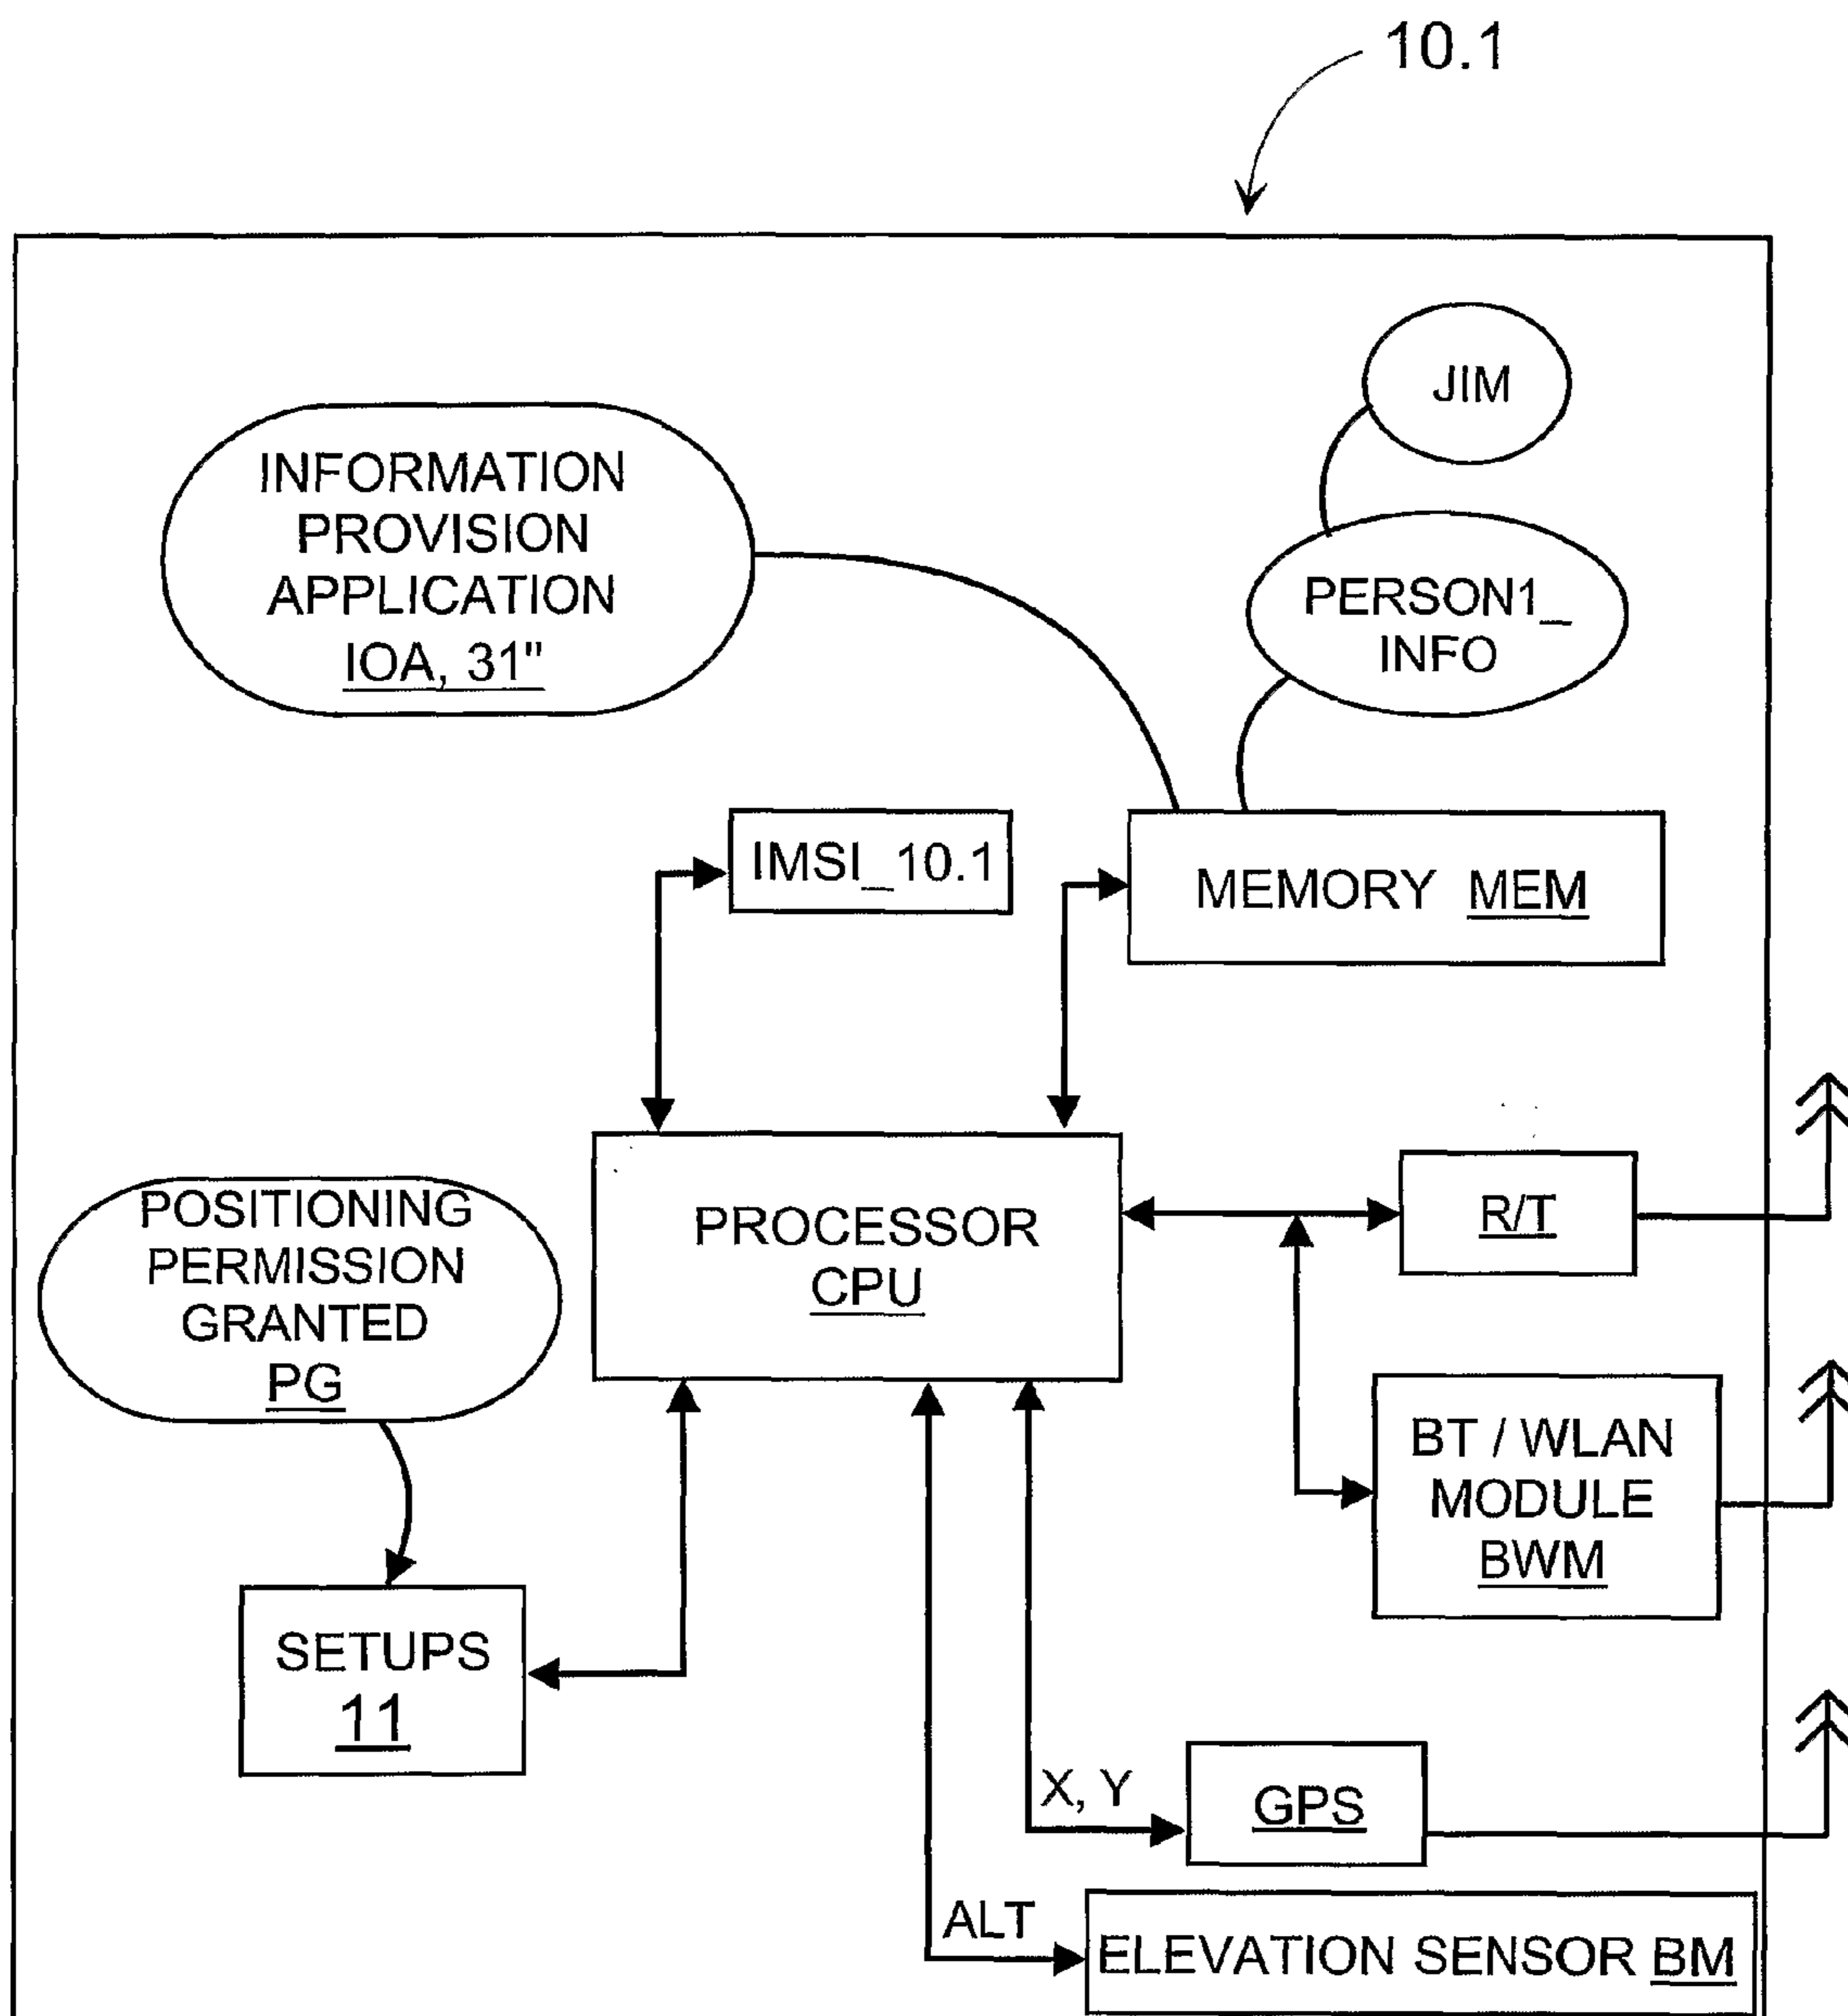 10.1
JIM
INFORMATION
PROVISION
APPLICATION
IOA, 31"
PERSON1_
INFO
IMSI_10.1
MEMORY MEM
PROCESSOR
CPU
R/T
POSITIONING
PERMISSION
GRANTED
PG
BT / WLAN
MODULE
BWM
SETUPS
11
X, Y
GPS
ALT
ELEVATION SENSOR BM